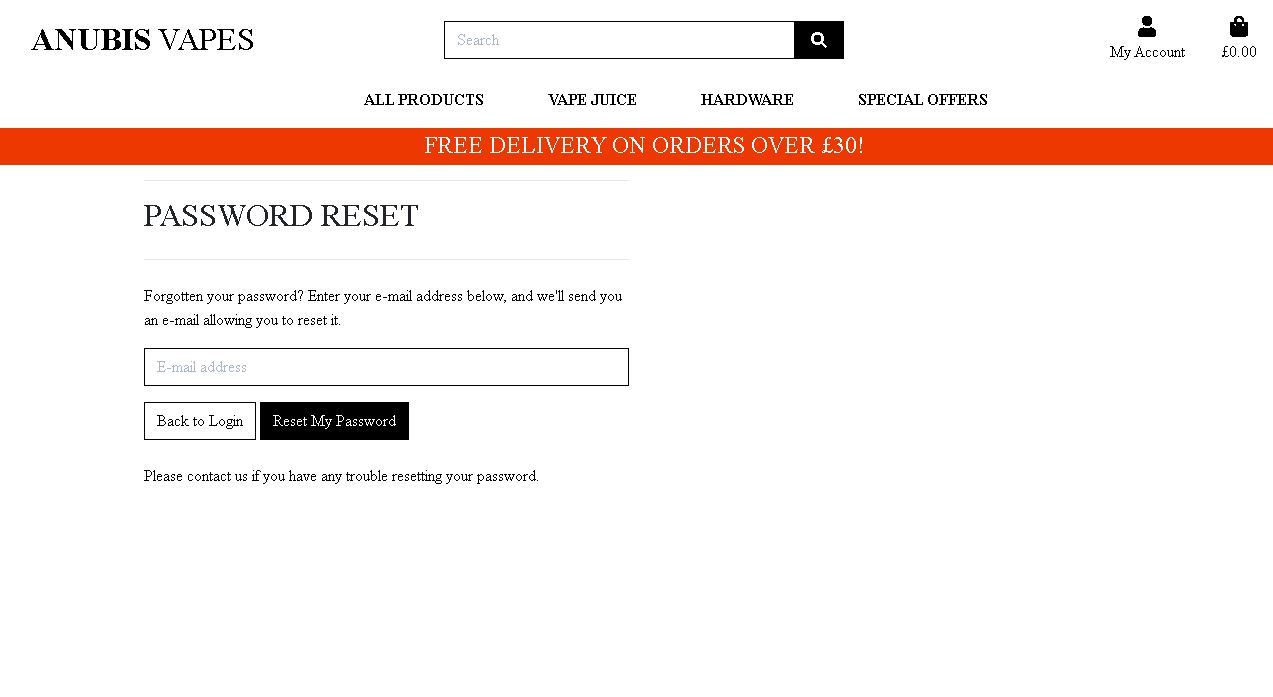 ANUBIS VAPES
Search
My Account
£0.00
ALL PRODUCTS
VAPE JUICE
HARDWARE
SPECIAL OFFERS
FREE DELIVERY ON ORDERS OVER £30!
PASSWORD RESET
Forgotten your password? Enter your e-mail address below, and we'll send you
an e-mail allowing you to reset it.
E-mail address
Back to Login
Reset My Password
Please contact us if you have any trouble resetting your password.